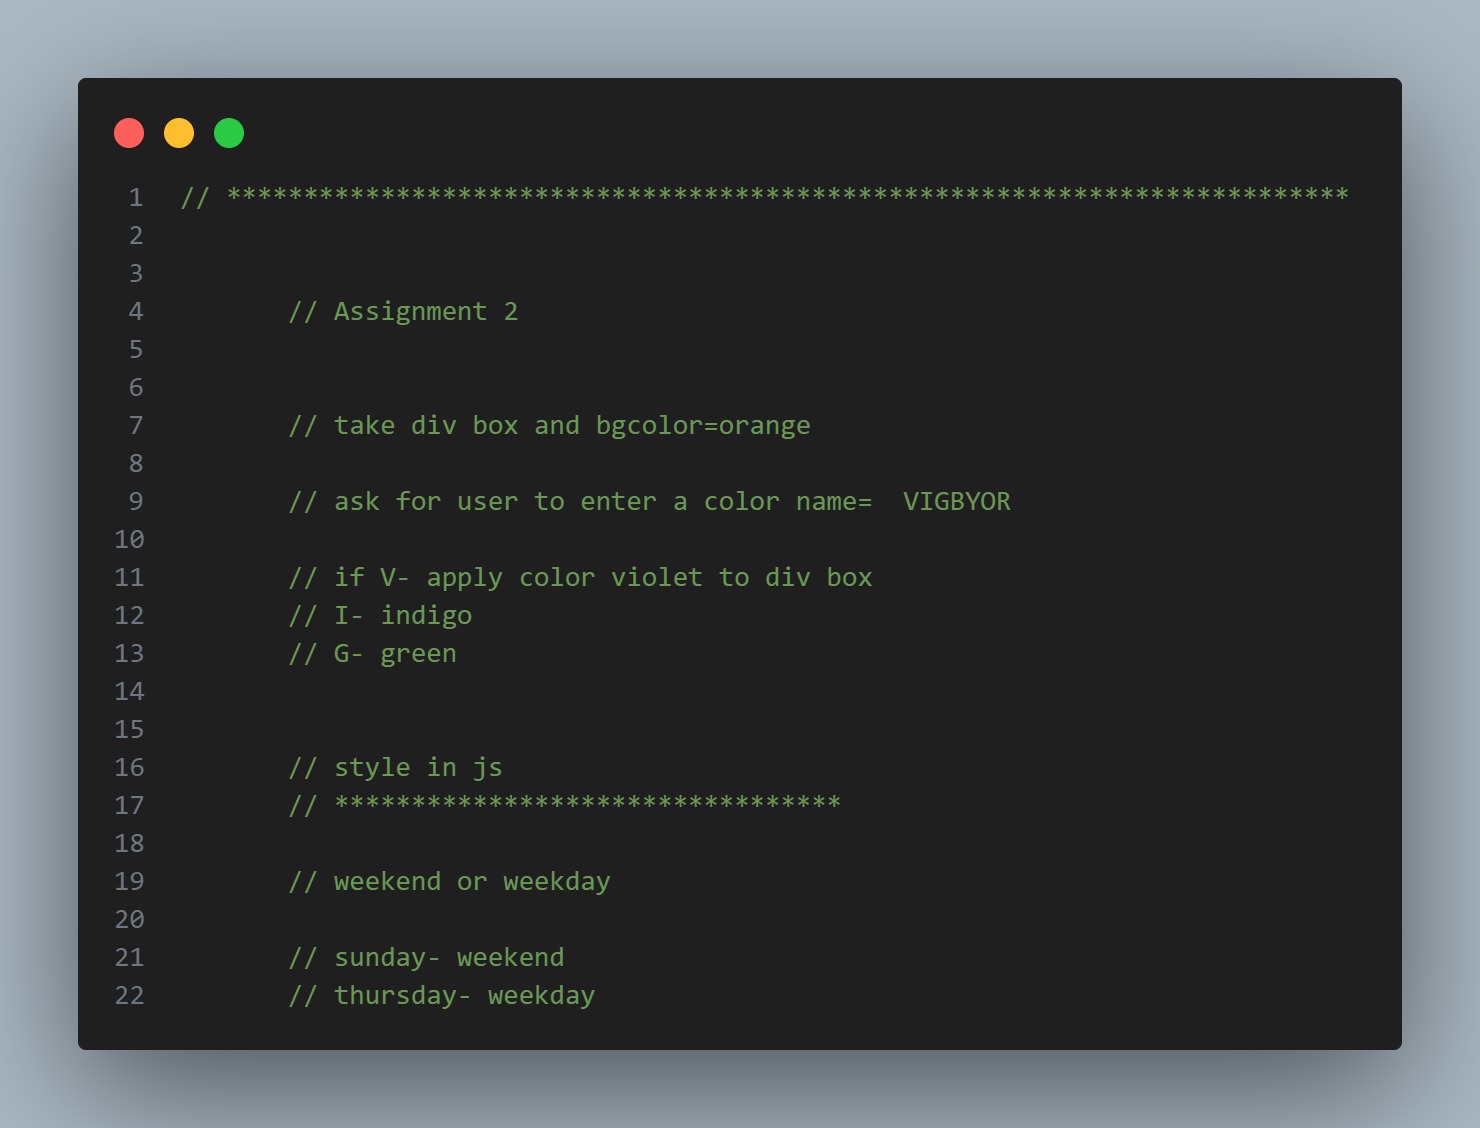 1 // *************************************************************************
2
3
4 // Assignment 2
5
6
7 // take div box and bgcolor=orange
8
9 // ask for user to enter a color name=  VIGBYOR
10
11 // if V- apply color violet to div box
12 // I- indigo
13 // G- green
14
15
16 // style in js
17 // *********************************
18
19 // weekend or weekday
20
21 // sunday- weekend
22 // thursday- weekday